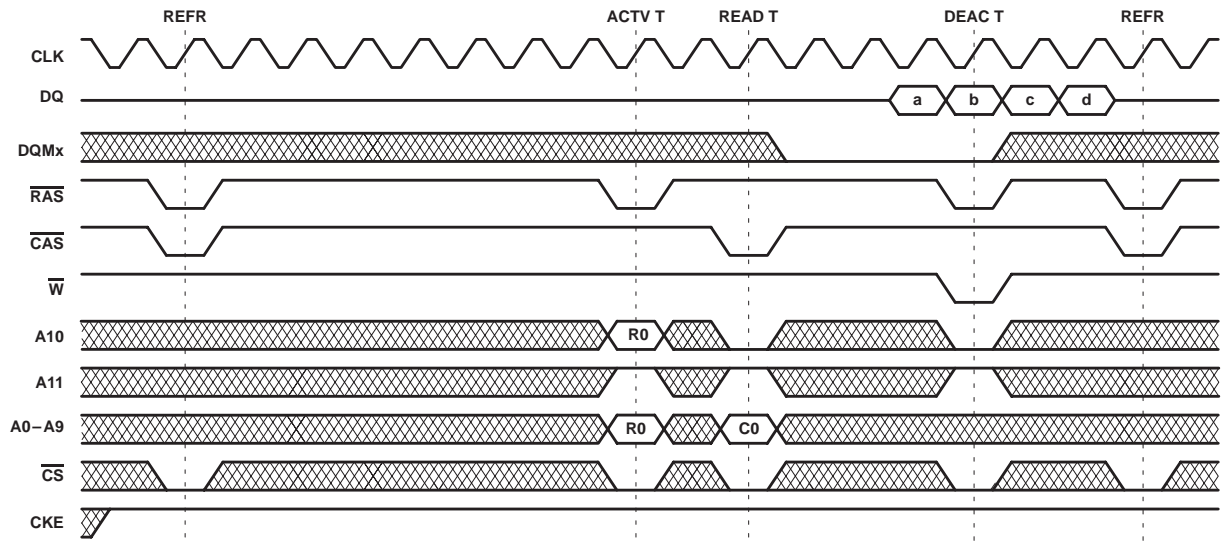 REFR ACTV T READ T DEAC T REFR
CLK
DQ a b c d
DQMx
RAS
CAS
W
A10 R0
A11
A0–A9 R0 C0
CS
CKE